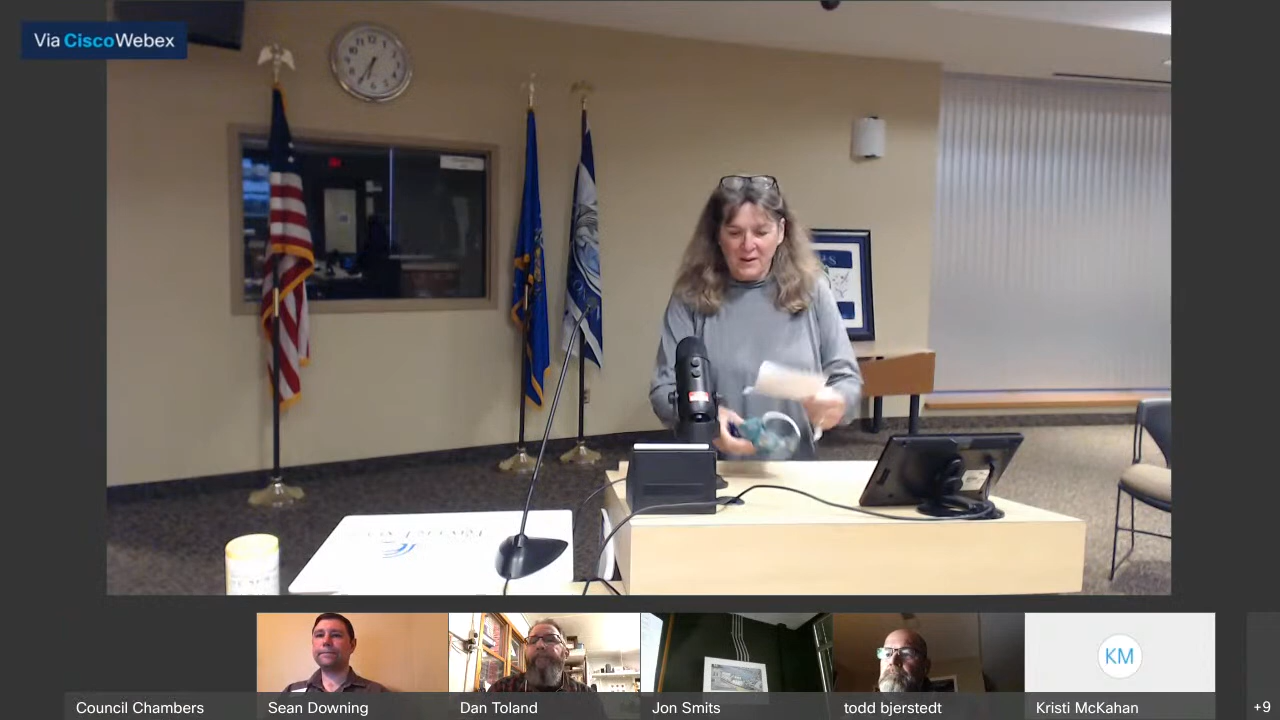 Via CiscoWebex
KM
Council Chambers
Sean Downing
Dan Toland
Jon Smits
todd bjerstedt
Kristi McKahan
+9